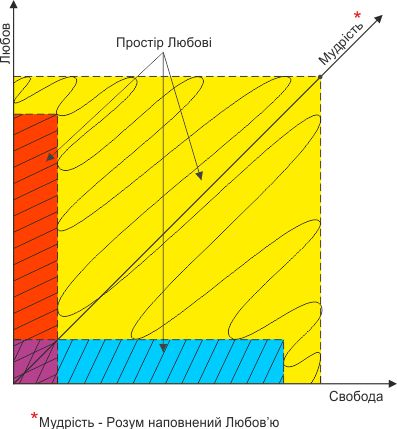 Любов
Простір Любові
Мудрість*
Свобода
*Мудрість - Розум наповнений Любов'ю